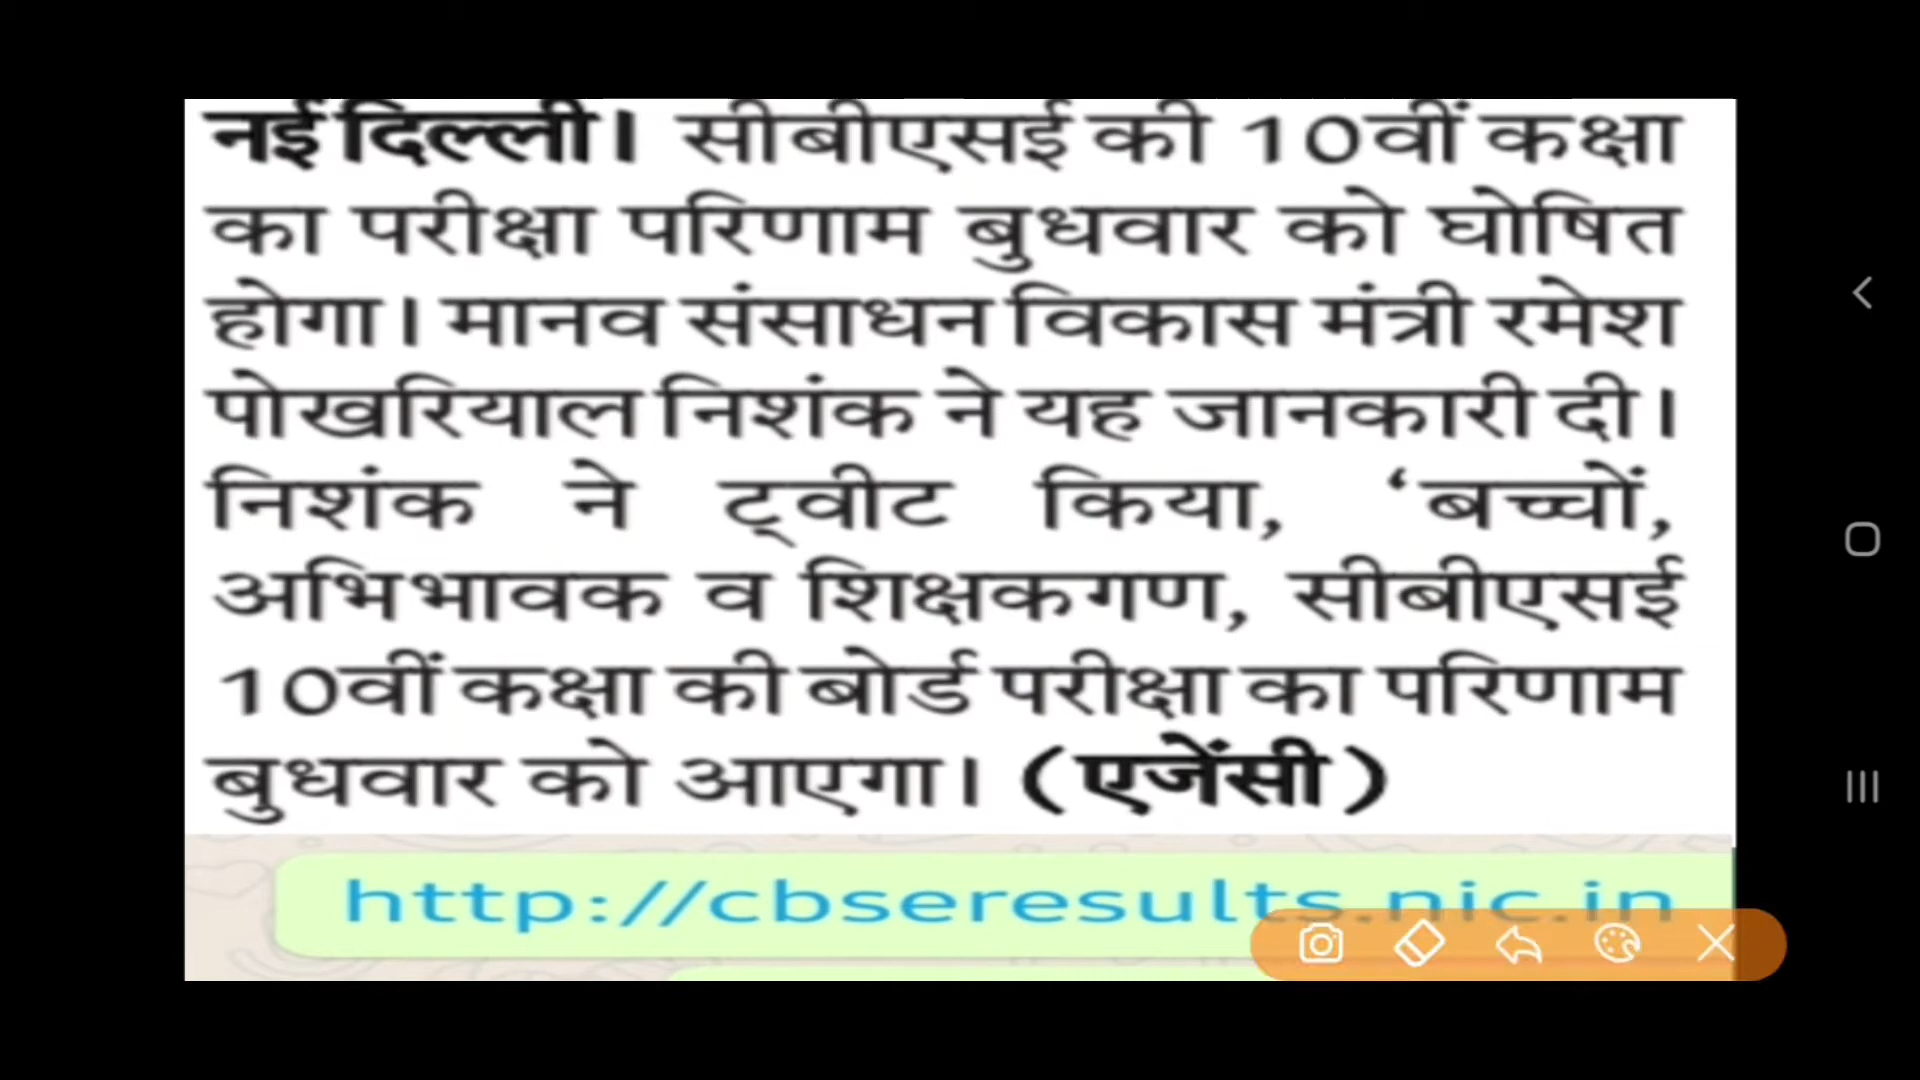 नई दिल्ली। सीबीएसई की 10वीं कक्षा
का परीक्षा परिणाम बुधवार को घोषित
होगा। मानव संसाधन विकास मंत्री रमेश
पोखरियाल निशंक ने यह जानकारी दी।
निशंक ने ट्वीट किया, ‘बच्चों,
अभिभावक व शिक्षकगण, सीबीएसई
10वीं कक्षा की बोर्ड परीक्षा का परिणाम
बुधवार को आएगा। (एजेंसी)
http://cbseresults.nic.in